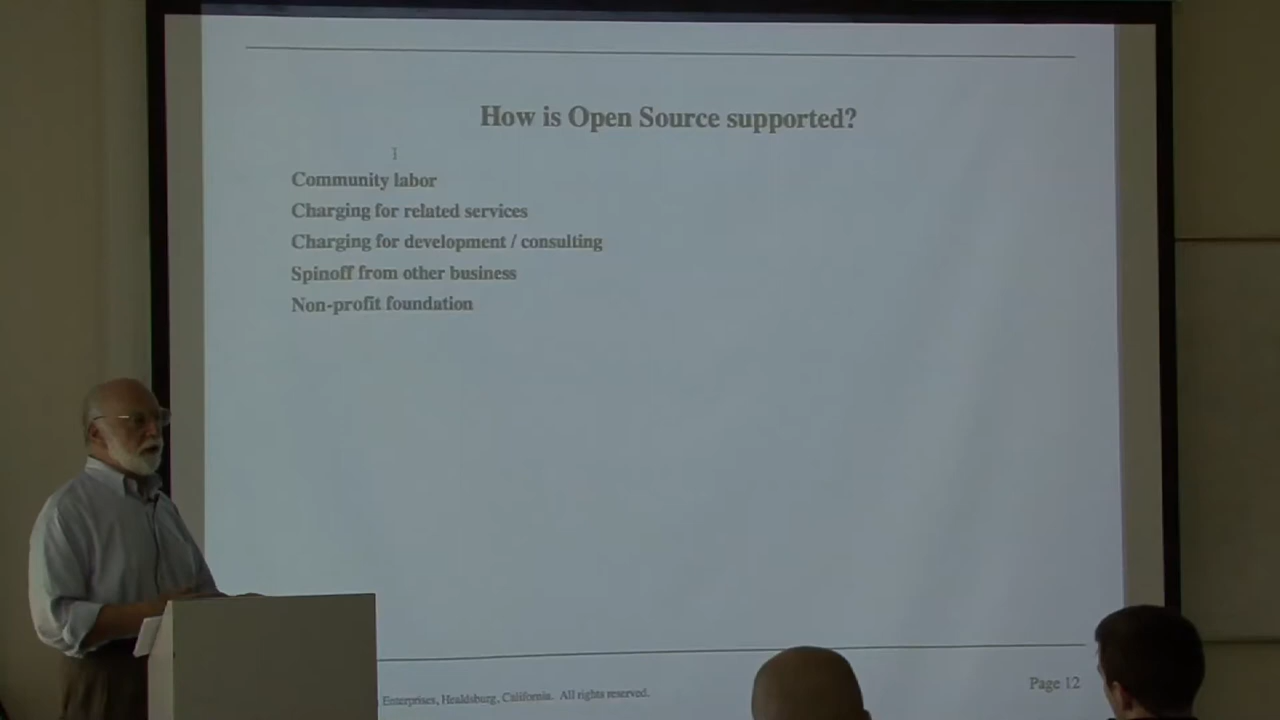 How is Open Source supported?
Community labor
Charging for related services
Charging for development / consulting
Spinoff from other business
Non-profit foundation
Enterprises, Healdsburg, California. All rights reserved.
Page 12